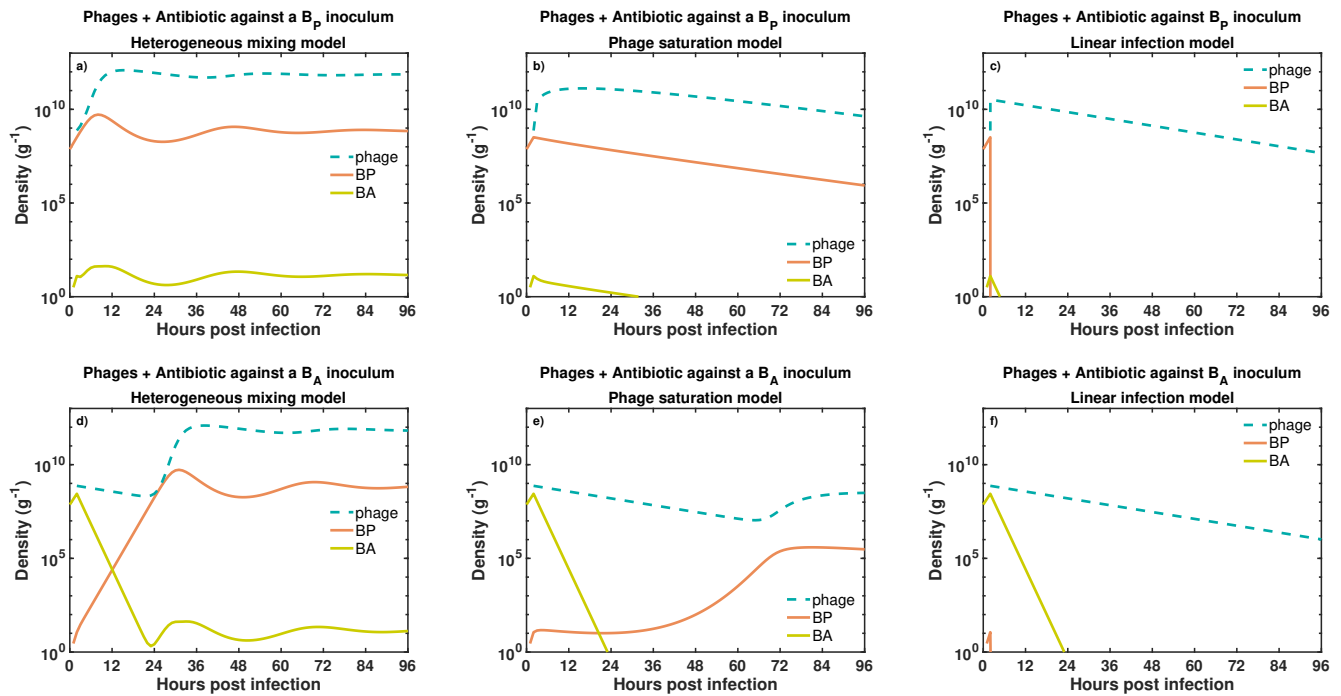 Phages + Antibiotic against a B_P inoculum
Heterogeneous mixing model
a)
10^10
10^5
10^0
Density (g^-1)
phage
BP
BA
0 12 24 36 48 60 72 84 96
Hours post infection
Phages + Antibiotic against a B_P inoculum
Phage saturation model
b)
10^10
10^5
10^0
Density (g^-1)
phage
BP
BA
0 12 24 36 48 60 72 84 96
Hours post infection
Phages + Antibiotic against B_P inoculum
Linear infection model
c)
10^10
10^5
10^0
Density (g^-1)
phage
BP
BA
0 12 24 36 48 60 72 84 96
Hours post infection
Phages + Antibiotic against a B_A inoculum
Heterogeneous mixing model
d)
10^10
10^5
10^0
Density (g^-1)
phage
BP
BA
0 12 24 36 48 60 72 84 96
Hours post infection
Phages + Antibiotic against a B_A inoculum
Phage saturation model
e)
10^10
10^5
10^0
Density (g^-1)
phage
BP
BA
0 12 24 36 48 60 72 84 96
Hours post infection
Phages + Antibiotic against B_A inoculum
Linear infection model
f)
10^10
10^5
10^0
Density (g^-1)
phage
BP
BA
0 12 24 36 48 60 72 84 96
Hours post infection